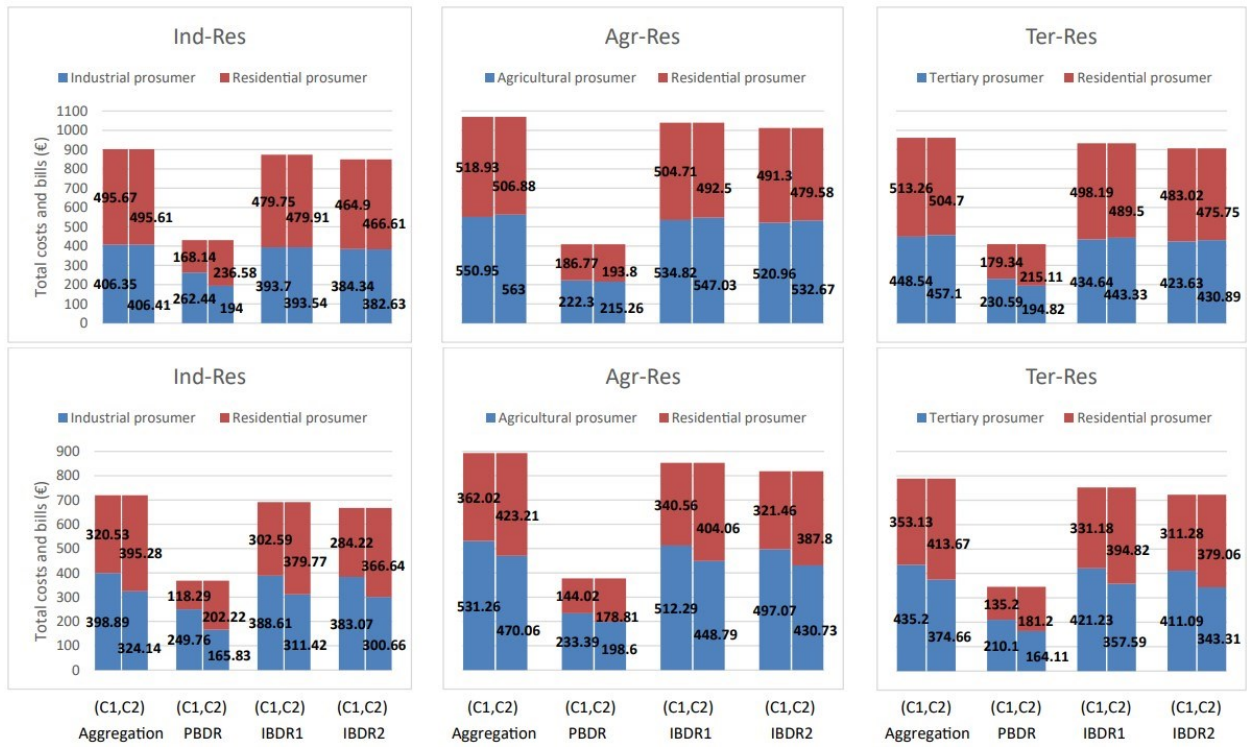 Ind-Res
Industrial prosumer Residential prosumer
Total costs and bills (€)
1100
1000
900
800
700
600
500
400
300
200
100
0
495.67 495.61 168.14 236.58 479.75 479.91 464.9 466.61
406.35 406.41 262.44 194 393.7 393.54 384.34 382.63
Agr-Res
Agricultural prosumer Residential prosumer
518.93 506.88 186.77 193.8 504.71 492.5 491.3 479.58
550.95 563 222.3 215.26 534.82 547.03 520.96 532.67
Ter-Res
Tertiary prosumer Residential prosumer
513.26 504.7 179.34 215.11 498.19 489.5 483.02 475.75
448.54 457.1 230.59 194.82 434.64 443.33 423.63 430.89
Ind-Res
Industrial prosumer Residential prosumer
Total costs and bills (€)
900
800
700
600
500
400
300
200
100
0
320.53 395.28 118.29 202.22 302.59 379.77 284.22 366.64
398.89 324.14 249.76 165.83 388.61 311.42 383.07 300.66
Agr-Res
Agricultural prosumer Residential prosumer
362.02 423.21 144.02 178.81 340.56 404.06 321.46 387.8
531.26 470.06 233.39 198.6 512.29 448.79 497.07 430.73
Ter-Res
Tertiary prosumer Residential prosumer
353.13 413.67 135.2 181.2 331.18 394.82 311.28 379.06
435.2 374.66 210.1 164.11 421.23 357.59 411.09 343.31
(C1,C2) (C1,C2) (C1,C2) (C1,C2)
Aggregation PBDR IBDR1 IBDR2
(C1,C2) (C1,C2) (C1,C2) (C1,C2)
Aggregation PBDR IBDR1 IBDR2
(C1,C2) (C1,C2) (C1,C2) (C1,C2)
Aggregation PBDR IBDR1 IBDR2